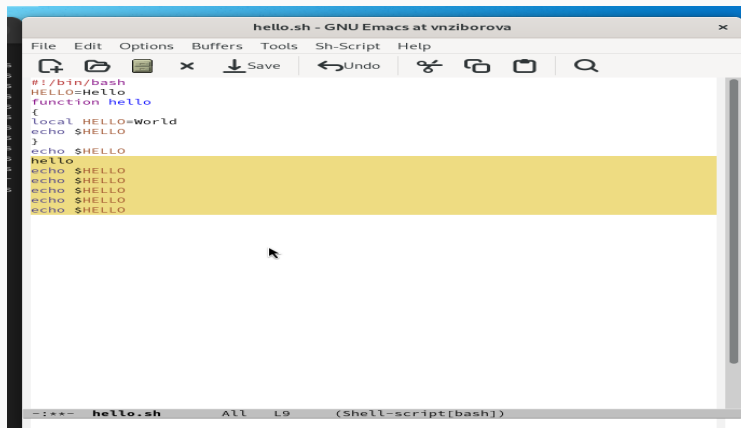 hello.sh - GNU Emacs at vnziborova
File Edit Options Buffers Tools Sh-Script Help
Save Undo
#!/bin/bash
HELLO=Hello
function hello
{
local HELLO=World
echo $HELLO
}
echo $HELLO
hello
echo $HELLO
echo $HELLO
echo $HELLO
echo $HELLO
echo $HELLO
-:**- hello.sh All L9 (Shell-script[bash])